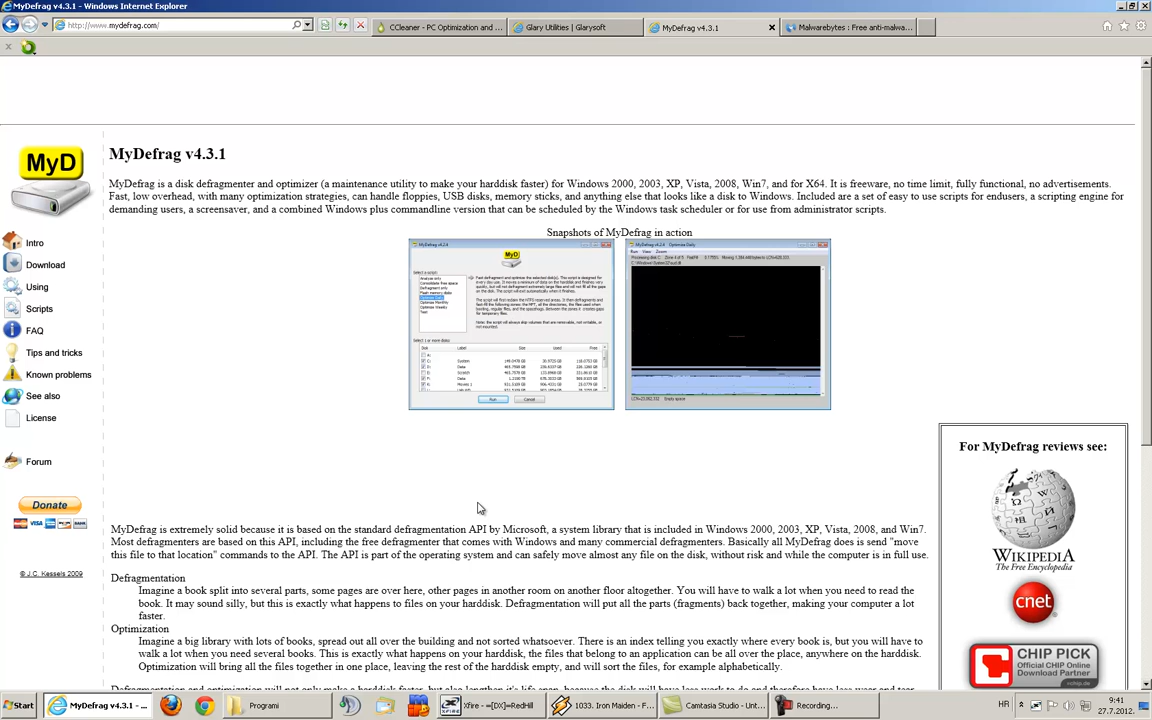 MyDefrag v4.3.1 - Windows Internet Explorer
http://www.mydefrag.com/
CCleaner - PC Optimization and ...
Glary Utilities | Glarysoft
MyDefrag v4.3.1
Malwarebytes : Free anti-malwa...
MyD
Intro
Download
Using
Scripts
FAQ
Tips and tricks
Known problems
See also
License
Forum
Donate
VISA
© J.C. Kessels 2009
MyDefrag v4.3.1
MyDefrag is a disk defragmenter and optimizer (a maintenance utility to make your harddisk faster) for Windows 2000, 2003, XP, Vista, 2008, Win7, and for X64. It is freeware, no time limit, fully functional, no advertisements.
Fast, low overhead, with many optimization strategies, can handle floppies, USB disks, memory sticks, and anything else that looks like a disk to Windows. Included are a set of easy to use scripts for endusers, a scripting engine for
demanding users, a screensaver, and a combined Windows plus commandline version that can be scheduled by the Windows task scheduler or for use from administrator scripts.
Snapshots of MyDefrag in action
MyD
Run
Cancel
MyDefrag is extremely solid because it is based on the standard defragmentation API by Microsoft, a system library that is included in Windows 2000, 2003, XP, Vista, 2008, and Win7.
Most defragmenters are based on this API, including the free defragmenter that comes with Windows and many commercial defragmenters. Basically all MyDefrag does is send "move
this file to that location" commands to the API. The API is part of the operating system and can safely move almost any file on the disk, without risk and while the computer is in full use.
Defragmentation
Imagine a book split into several parts, some pages are over here, other pages in another room on another floor altogether. You will have to walk a lot when you need to read the
book. It may sound silly, but this is exactly what happens to files on your harddisk. Defragmentation will put all the parts (fragments) back together, making your computer a lot
faster.
Optimization
Imagine a big library with lots of books, spread out all over the building and not sorted whatsoever. There is an index telling you exactly where every book is, but you will have to
walk a lot when you need several books. This is exactly what happens on your harddisk, the files that belong to an application can be all over the place, anywhere on the harddisk.
Optimization will bring all the files together in one place, leaving the rest of the harddisk empty, and will sort the files, for example alphabetically.
For MyDefrag reviews see:
WIKIPEDIA
The Free Encyclopedia
cnet
CHIP PICK
Official CHIP Online
Download Partner
Start
MyDefrag v4.3.1 - ...
Programi
Xfire - =[DX]=RedHill
1033. Iron Maiden - F...
Camtasia Studio - Unt...
Recording...
HR
9:41
27.7.2012.